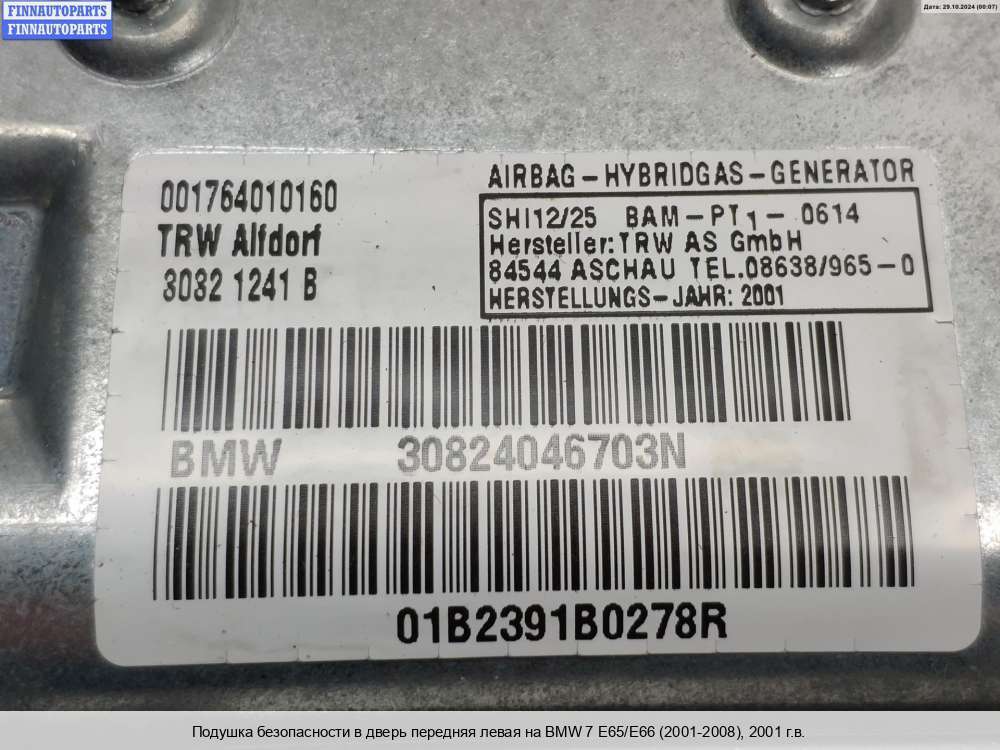 FINNAUTOPARTS
FINNAUTOPARTS
Дата: 29.10.2024 (00:07)
001764010160
TRW Alfdorf
3082 1241 B
AIRBAG-HYBRIDGAS-GENERATOR
SHI12/25 BAM-PT1-0614
Hersteller:TRW AS GmbH
84544 ASCHAU TEL.08638/965-0
HERSTELLUNGS-JAHR: 2001
BMW 30824046703N
01B2391B0278R
Подушка безопасности в дверь передняя левая на BMW 7 E65/E66 (2001-2008), 2001 г.в.